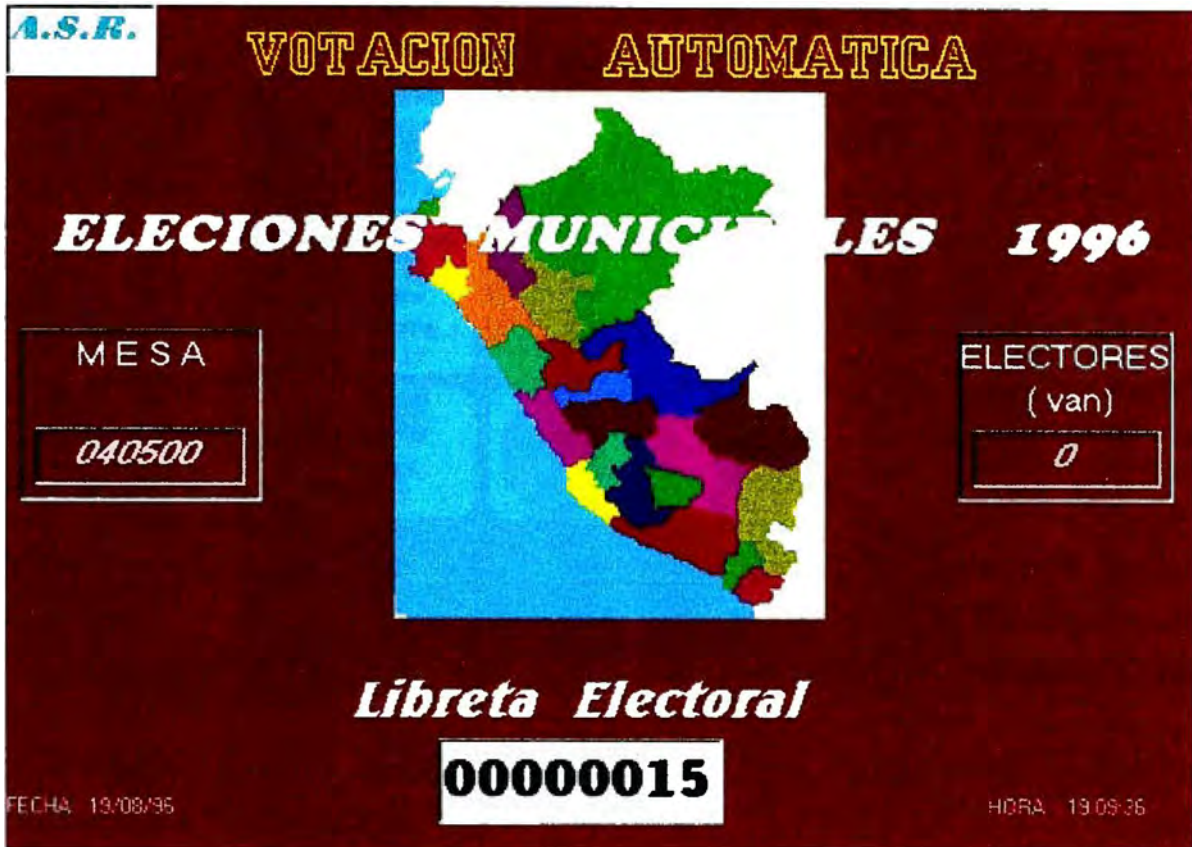 A.S.R.
VOTACION AUTOMATICA
ELECIONES MUNICIPALES 1996
MESA
040500
ELECTORES
(van)
0
Libreta Electoral
00000015
FECHA 19/08/96
HORA 19:09:36